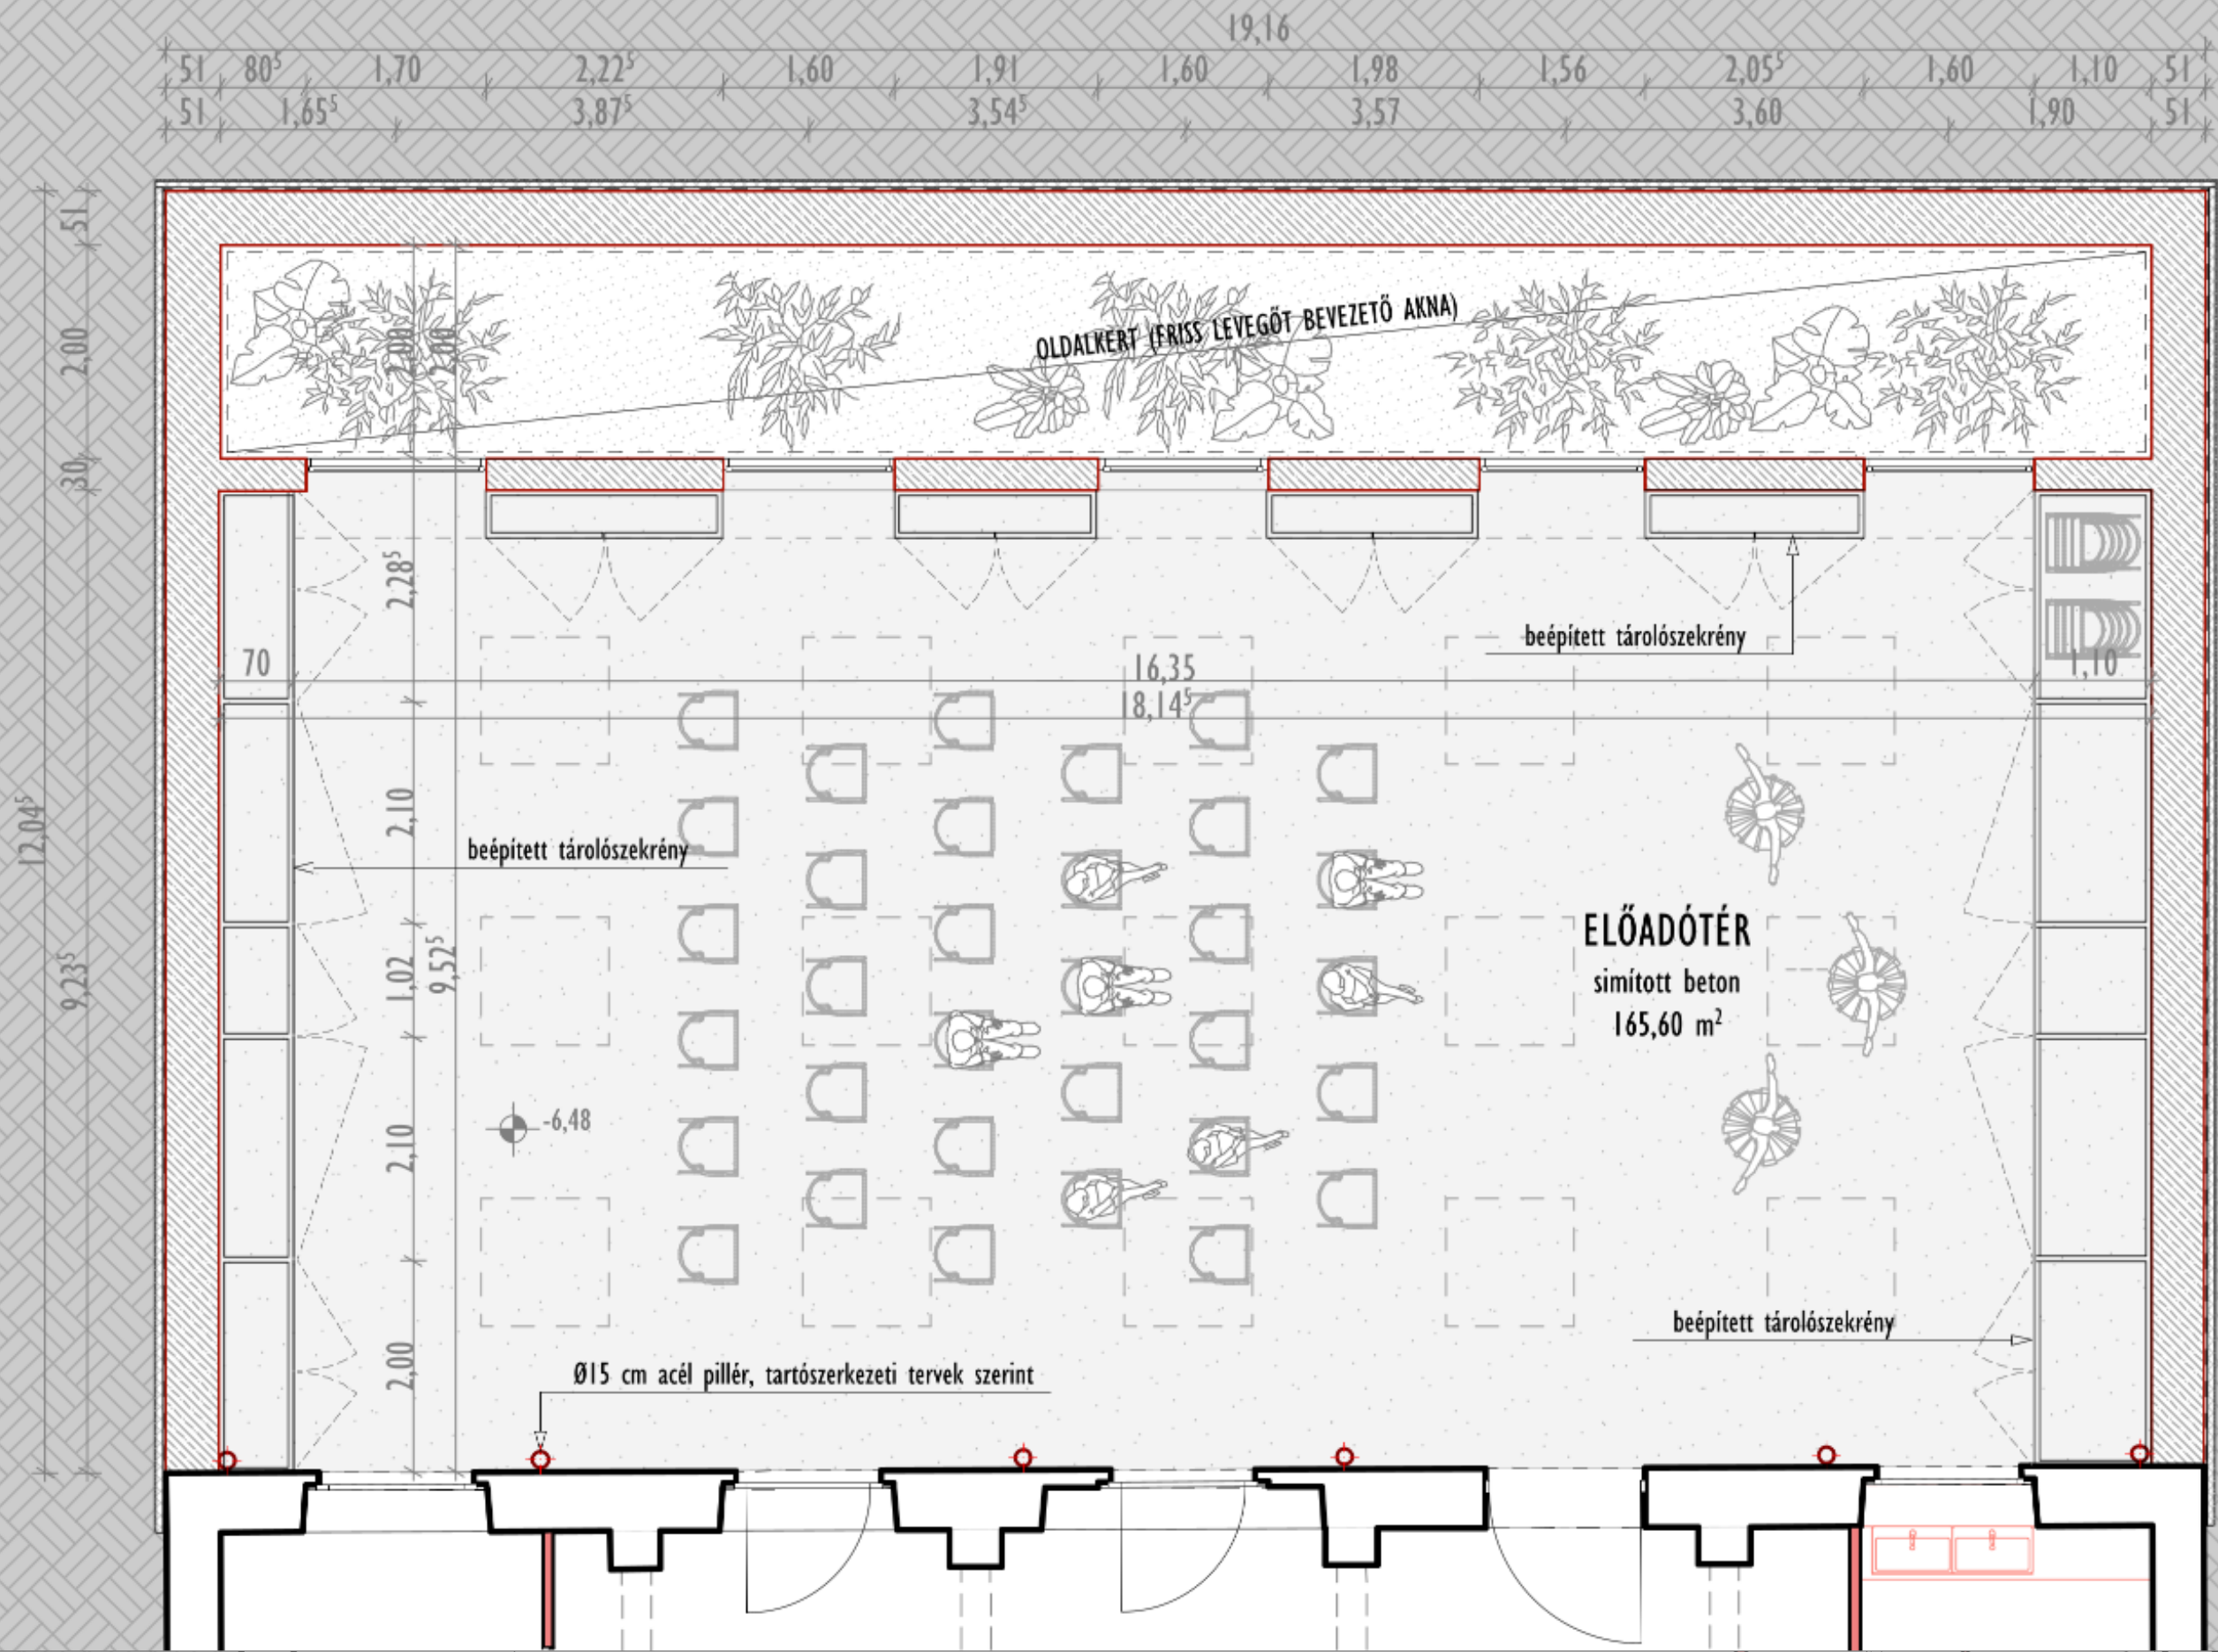 19,16
51 80⁵ 1,70 2,22⁵ 1,60 1,91 1,60 1,98 1,56 2,05⁵ 1,60 1,10 51
51 1,65⁵ 3,87⁵ 3,54⁵ 3,57 3,60 1,90 51
51
2,00
30
12,04⁵
9,23⁵
2,00
2,00
OLDALKERT (FRISS LEVEGŐT BEVEZETŐ AKNA)
2,28⁵
beépített tárolószekrény
70
16,35
1,10
18,14⁵
2,10
beépített tárolószekrény
ELŐADÓTÉR
simított beton
165,60 m²
1,02
9,52⁵
-6,48
2,10
beépített tárolószekrény
2,00
Ø15 cm acél pillér, tartószerkezeti tervek szerint